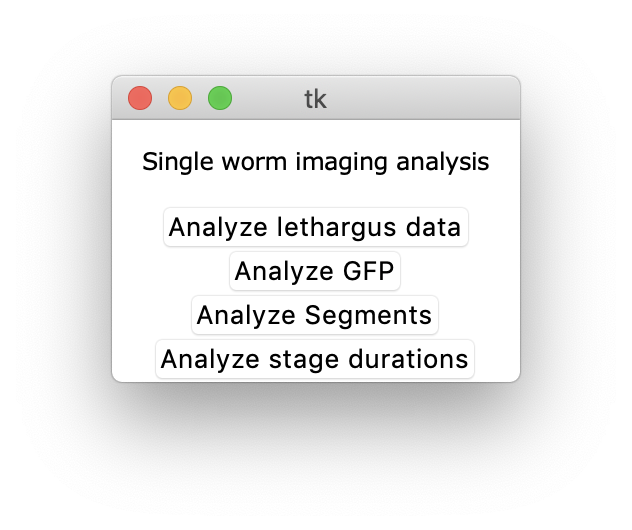 tk
Single worm imaging analysis
Analyze lethargus data
Analyze GFP
Analyze Segments
Analyze stage durations